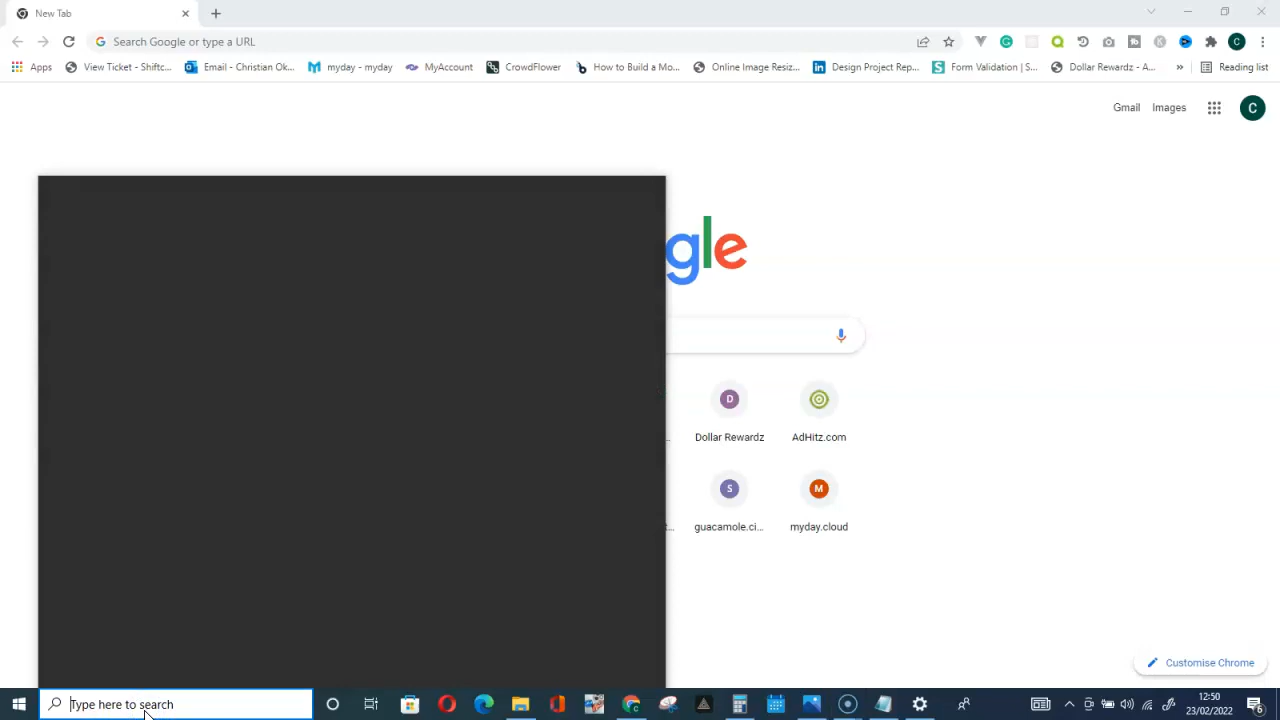 New Tab
Search Google or type a URL
Apps
View Ticket - Shiftc...
Email - Christian Ok...
myday - myday
MyAccount
CrowdFlower
How to Build a Mo...
Online Image Resiz...
Design Project Rep...
Form Validation | S...
Dollar Rewardz - A...
»
Reading list
Gmail
Images
C
gle
D
Dollar Rewardz
AdHitz.com
S
guacamole.ci...
M
myday.cloud
Customise Chrome
Type here to search
12:50
23/02/2022
6